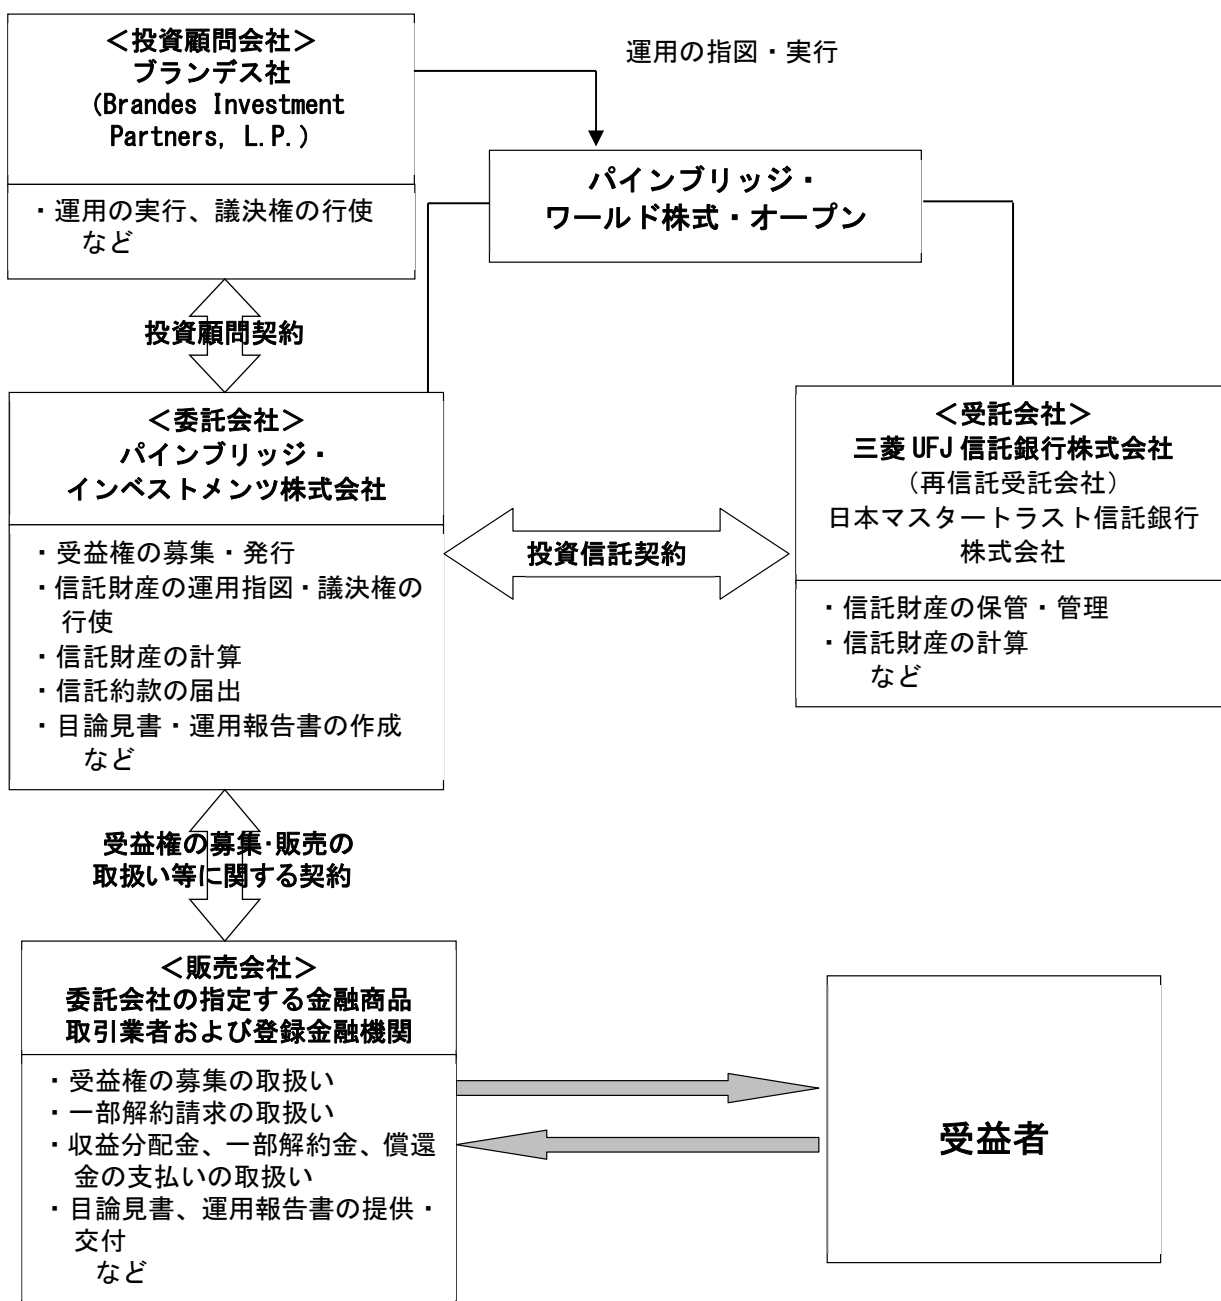 ＜投資顧問会社＞
ブランデス社
(Brandes Investment
Partners, L.P.)
・運用の実行、議決権の行使
など
運用の指図・実行
パインブリッジ・
ワールド株式・オープン
投資顧問契約
＜委託会社＞
パインブリッジ・
インベストメンツ株式会社
・受益権の募集・発行
・信託財産の運用指図・議決権の
行使
・信託財産の計算
・信託約款の届出
・目論見書・運用報告書の作成
など
投資信託契約
＜受託会社＞
三菱UFJ信託銀行株式会社
（再信託受託会社）
日本マスタートラスト信託銀行
株式会社
・信託財産の保管・管理
・信託財産の計算
など
受益権の募集・販売の
取扱い等に関する契約
＜販売会社＞
委託会社の指定する金融商品
取引業者および登録金融機関
・受益権の募集の取扱い
・一部解約請求の取扱い
・収益分配金、一部解約金、償還
金の支払いの取扱い
・目論見書、運用報告書の提供・
交付
など
受益者